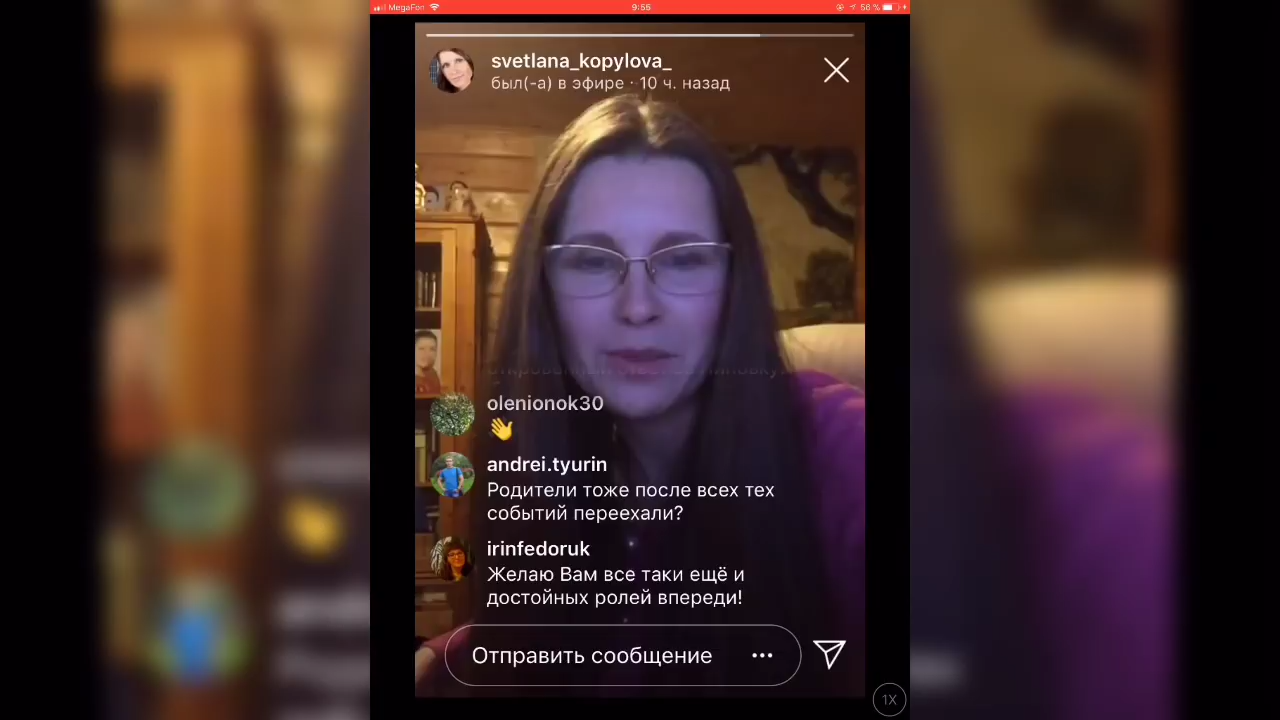 MegaFon
9:55
58 %
svetlana_kopylova_
был(-а) в эфире · 10 ч. назад
olenionok30
👋
andrei.tyurin
Родители тоже после всех тех
событий переехали?
irinfedoruk
Желаю Вам все таки ещё и
достойных ролей впереди!
Отправить сообщение
1X